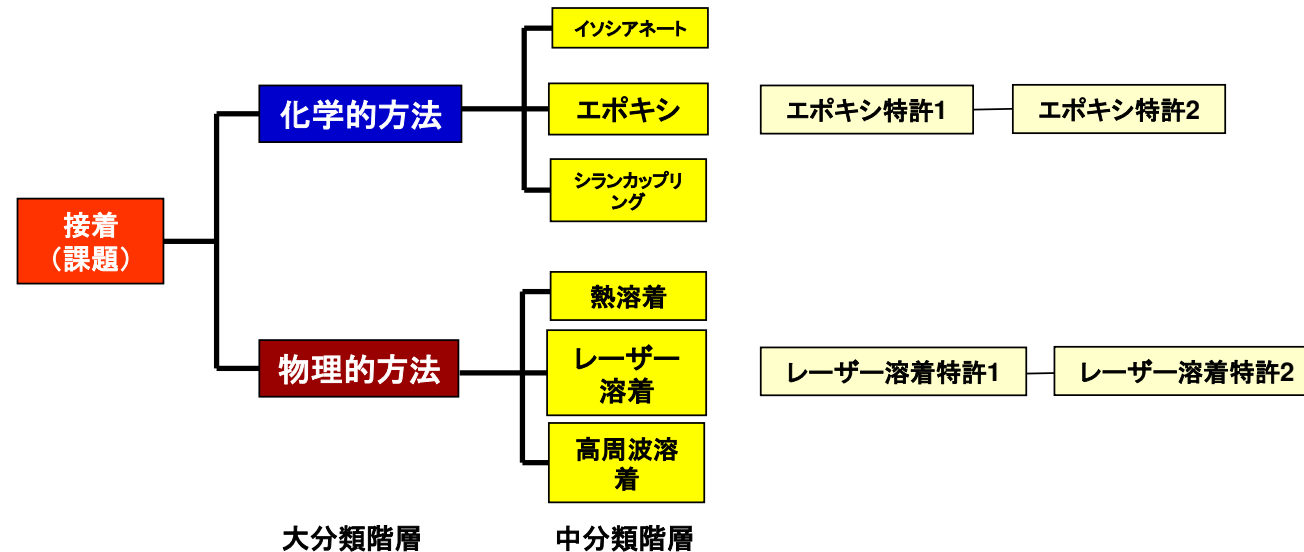 イソシアネート
化学的方法
エポキシ
エポキシ特許1
エポキシ特許2
シランカップリ
ング
接着
（課題）
熱溶着
物理的方法
レーザー
溶着
レーザー溶着特許1
レーザー溶着特許2
高周波溶
着
大分類階層
中分類階層